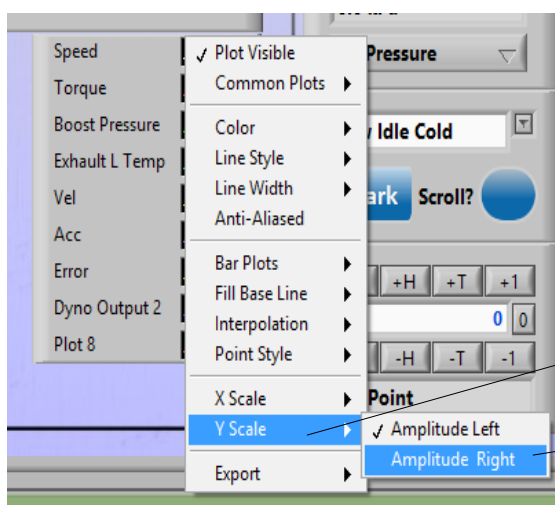 Speed
Torque
Boost Pressure
Exhault L Temp
Vel
Acc
Error
Dyno Output 2
Plot 8
✓ Plot Visible
Common Plots
Color
Line Style
Line Width
Anti-Aliased
Bar Plots
Fill Base Line
Interpolation
Point Style
X Scale
Y Scale
Export
✓ Amplitude Left
Amplitude Right
Pressure
Idle Cold
Scroll?
+H +T +1
0 0
-H -T -1
Point